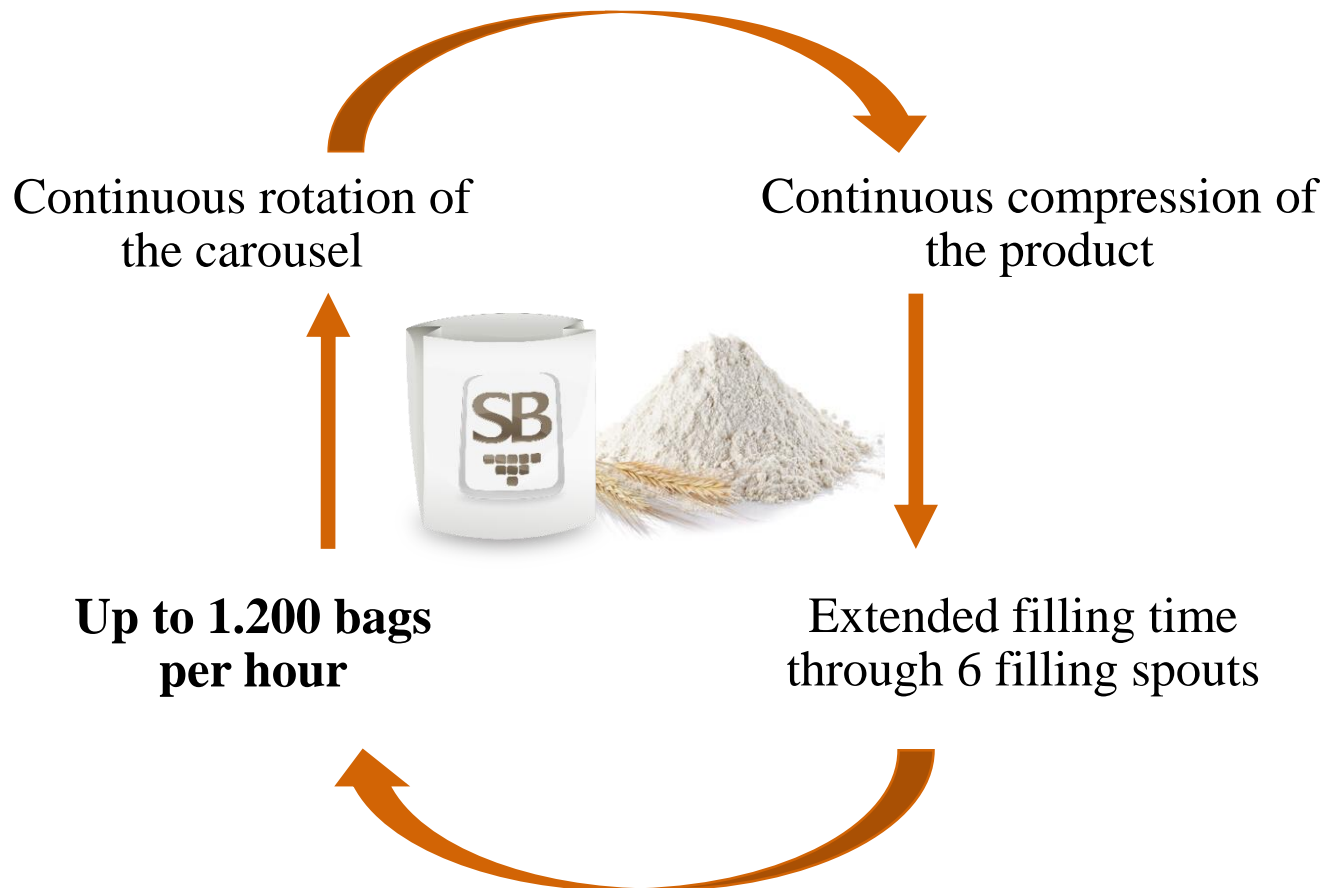 Continuous rotation of
the carousel
Continuous compression of
the product
SB
Up to 1.200 bags
per hour
Extended filling time
through 6 filling spouts